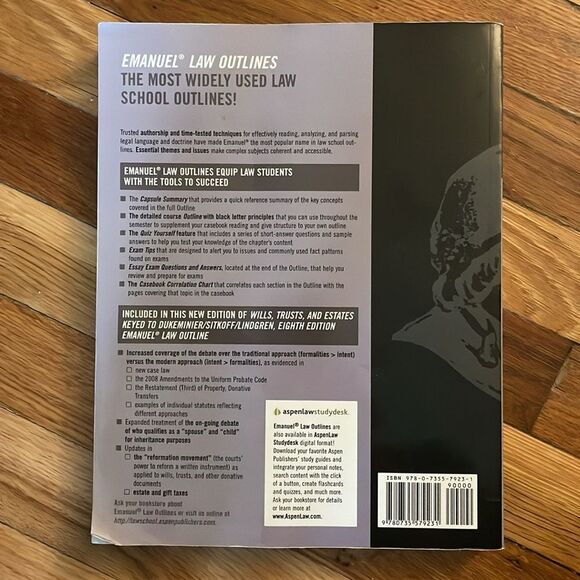 EMANUEL® LAW OUTLINES
THE MOST WIDELY USED LAW
SCHOOL OUTLINES!
Trusted authorship and time-tested techniques for effectively reading, analyzing, and parsing
legal language and doctrine have made Emanuel® the most popular name in law school out-
lines. Essential themes and issues make complex subjects coherent and accessible.
EMANUEL® LAW OUTLINES EQUIP LAW STUDENTS
WITH THE TOOLS TO SUCCEED
■ The Capsule Summary that provides a quick reference summary of the key concepts
covered in the full Outline
■ The detailed course Outline with black letter principles that you can use throughout the
semester to supplement your casebook reading and give structure to your own outline
■ The Quiz Yourself feature that includes a series of short-answer questions and sample
answers to help you test your knowledge of the chapter's content
■ Exam Tips that are designed to alert you to issues and commonly used fact patterns
found on exams
■ Essay Exam Questions and Answers, located at the end of the Outline, that help you
review and prepare for exams
■ The Casebook Correlation Chart that correlates each section in the Outline with the
pages covering that topic in the casebook
INCLUDED IN THIS NEW EDITION OF WILLS, TRUSTS, AND ESTATES
KEYED TO DUKEMINIER/SITKOFF/LINDGREN, EIGHTH EDITION
EMANUEL® LAW OUTLINE
■ Increased coverage of the debate over the traditional approach (formalities > intent)
versus the modern approach (intent > formalities), as evidenced in
□ new case law
□ the 2008 Amendments to the Uniform Probate Code
□ the Restatement (Third) of Property, Donative
Transfers
□ examples of individual statutes reflecting
different approaches
■ Expanded treatment of the on-going debate
of who qualifies as a "spouse" and "child"
for inheritance purposes
■ Updates in
□ the "reformation movement" (the courts'
power to reform a written instrument) as
applied to wills, trusts, and other donative
documents
□ estate and gift taxes
Ask your bookstore about
Emanuel® Law Outlines or visit us online at
http://lawschool.aspenpublishers.com
aspenlawstudydesk.
Emanuel® Law Outlines are
also available in AspenLaw
Studydesk digital format!
Download your favorite Aspen
Publishers' study guides and
integrate your personal notes,
search content with the click
of a button, create flashcards
and quizzes, and much more.
Ask your bookstore for details
or learn more at
www.AspenLaw.com.
ISBN 978-0-7355-7923-1
90000
9 780735 579231